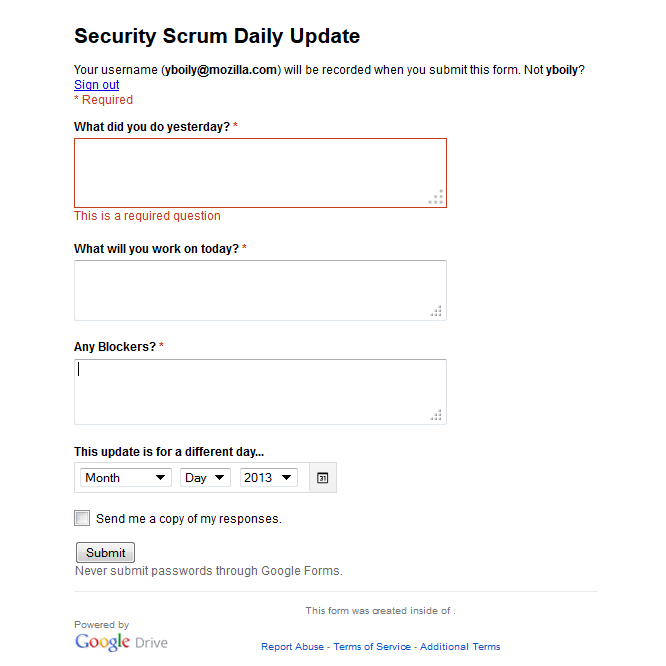 Security Scrum Daily Update
Your username (yboily@mozilla.com) will be recorded when you submit this form. Not yboily?
Sign out
* Required
What did you do yesterday? *
This is a required question
What will you work on today? *
Any Blockers? *
This update is for a different day...
Month Day 2013 31
Send me a copy of my responses.
Submit
Never submit passwords through Google Forms.
This form was created inside of .
Powered by
Google Drive
Report Abuse - Terms of Service - Additional Terms